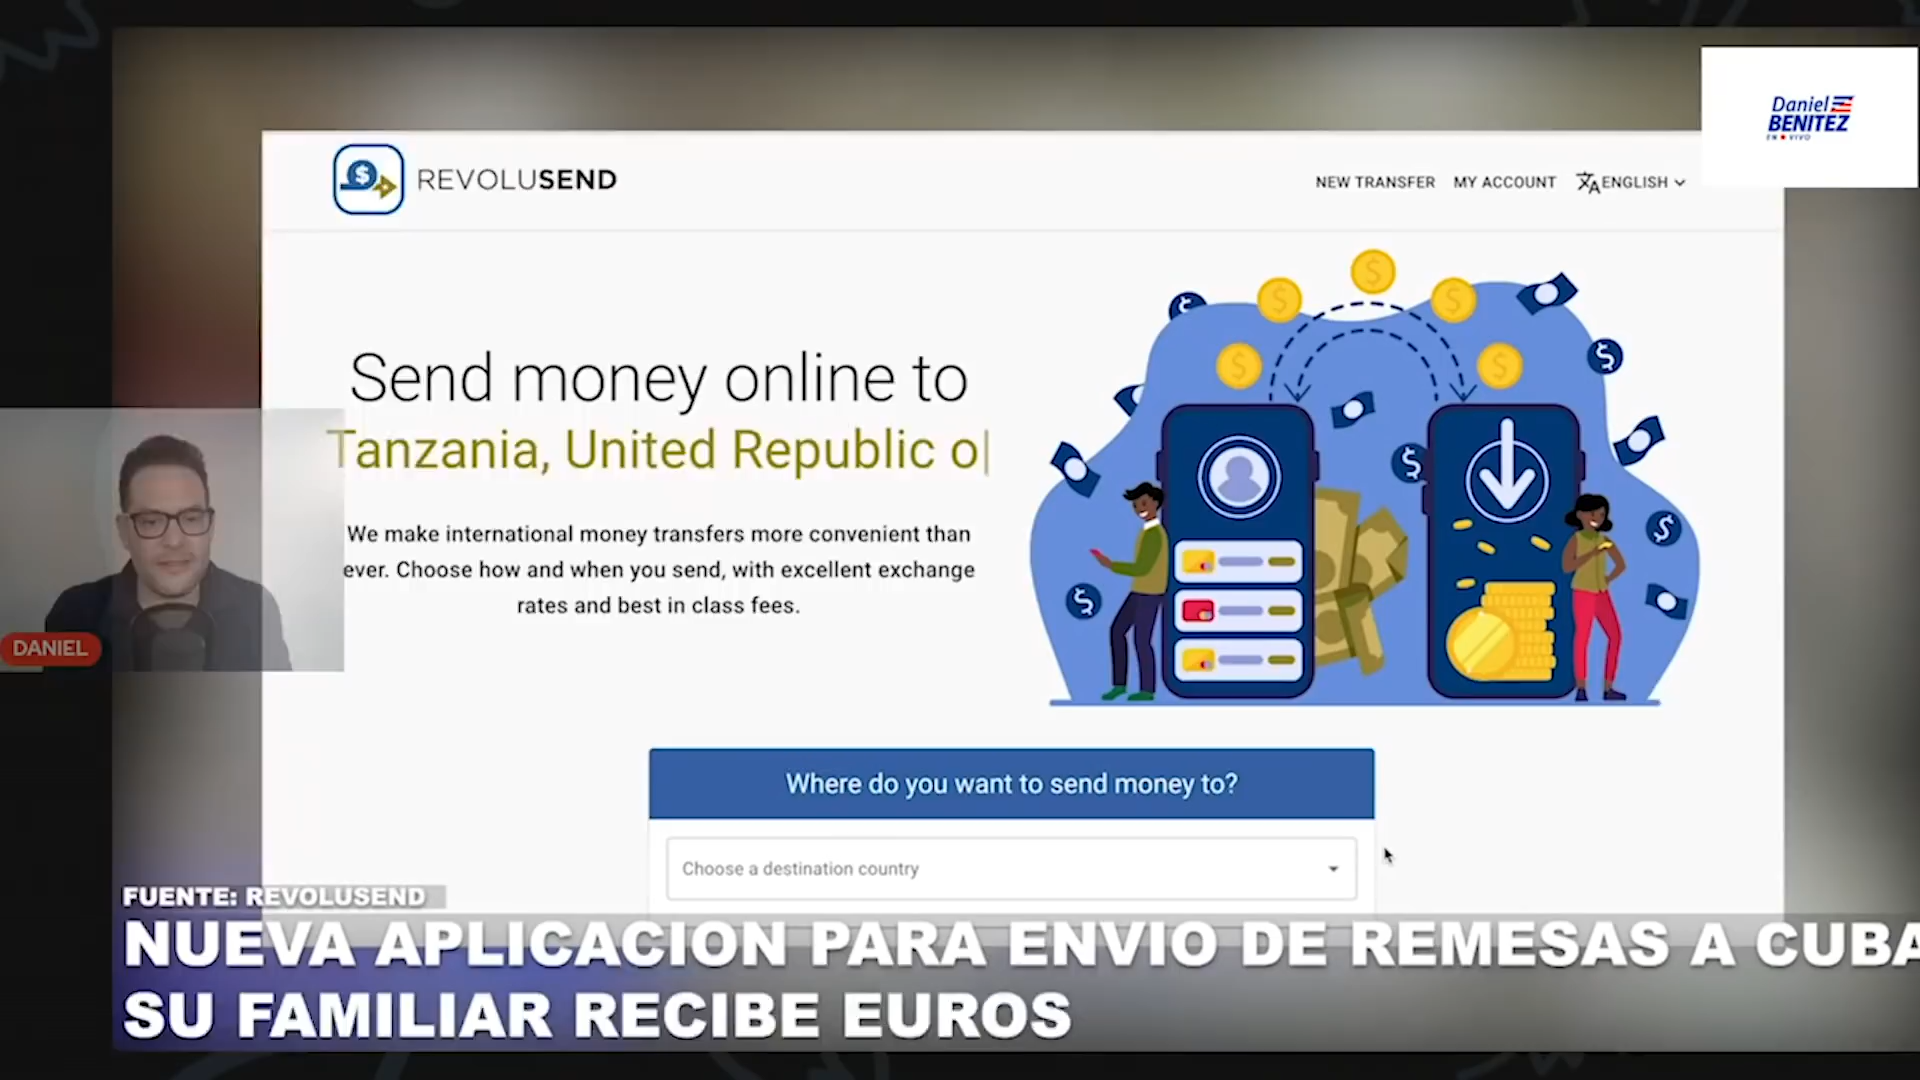 Daniel
BENITEZ
EN VIVO
REVOLUSEND
NEW TRANSFER
MY ACCOUNT
ENGLISH
Send money online to
Tanzania, United Republic o|
We make international money transfers more convenient than
ever. Choose how and when you send, with excellent exchange
rates and best in class fees.
DANIEL
Where do you want to send money to?
Choose a destination country
FUENTE: REVOLUSEND
NUEVA APLICACION PARA ENVIO DE REMESAS A CUBA
SU FAMILIAR RECIBE EUROS